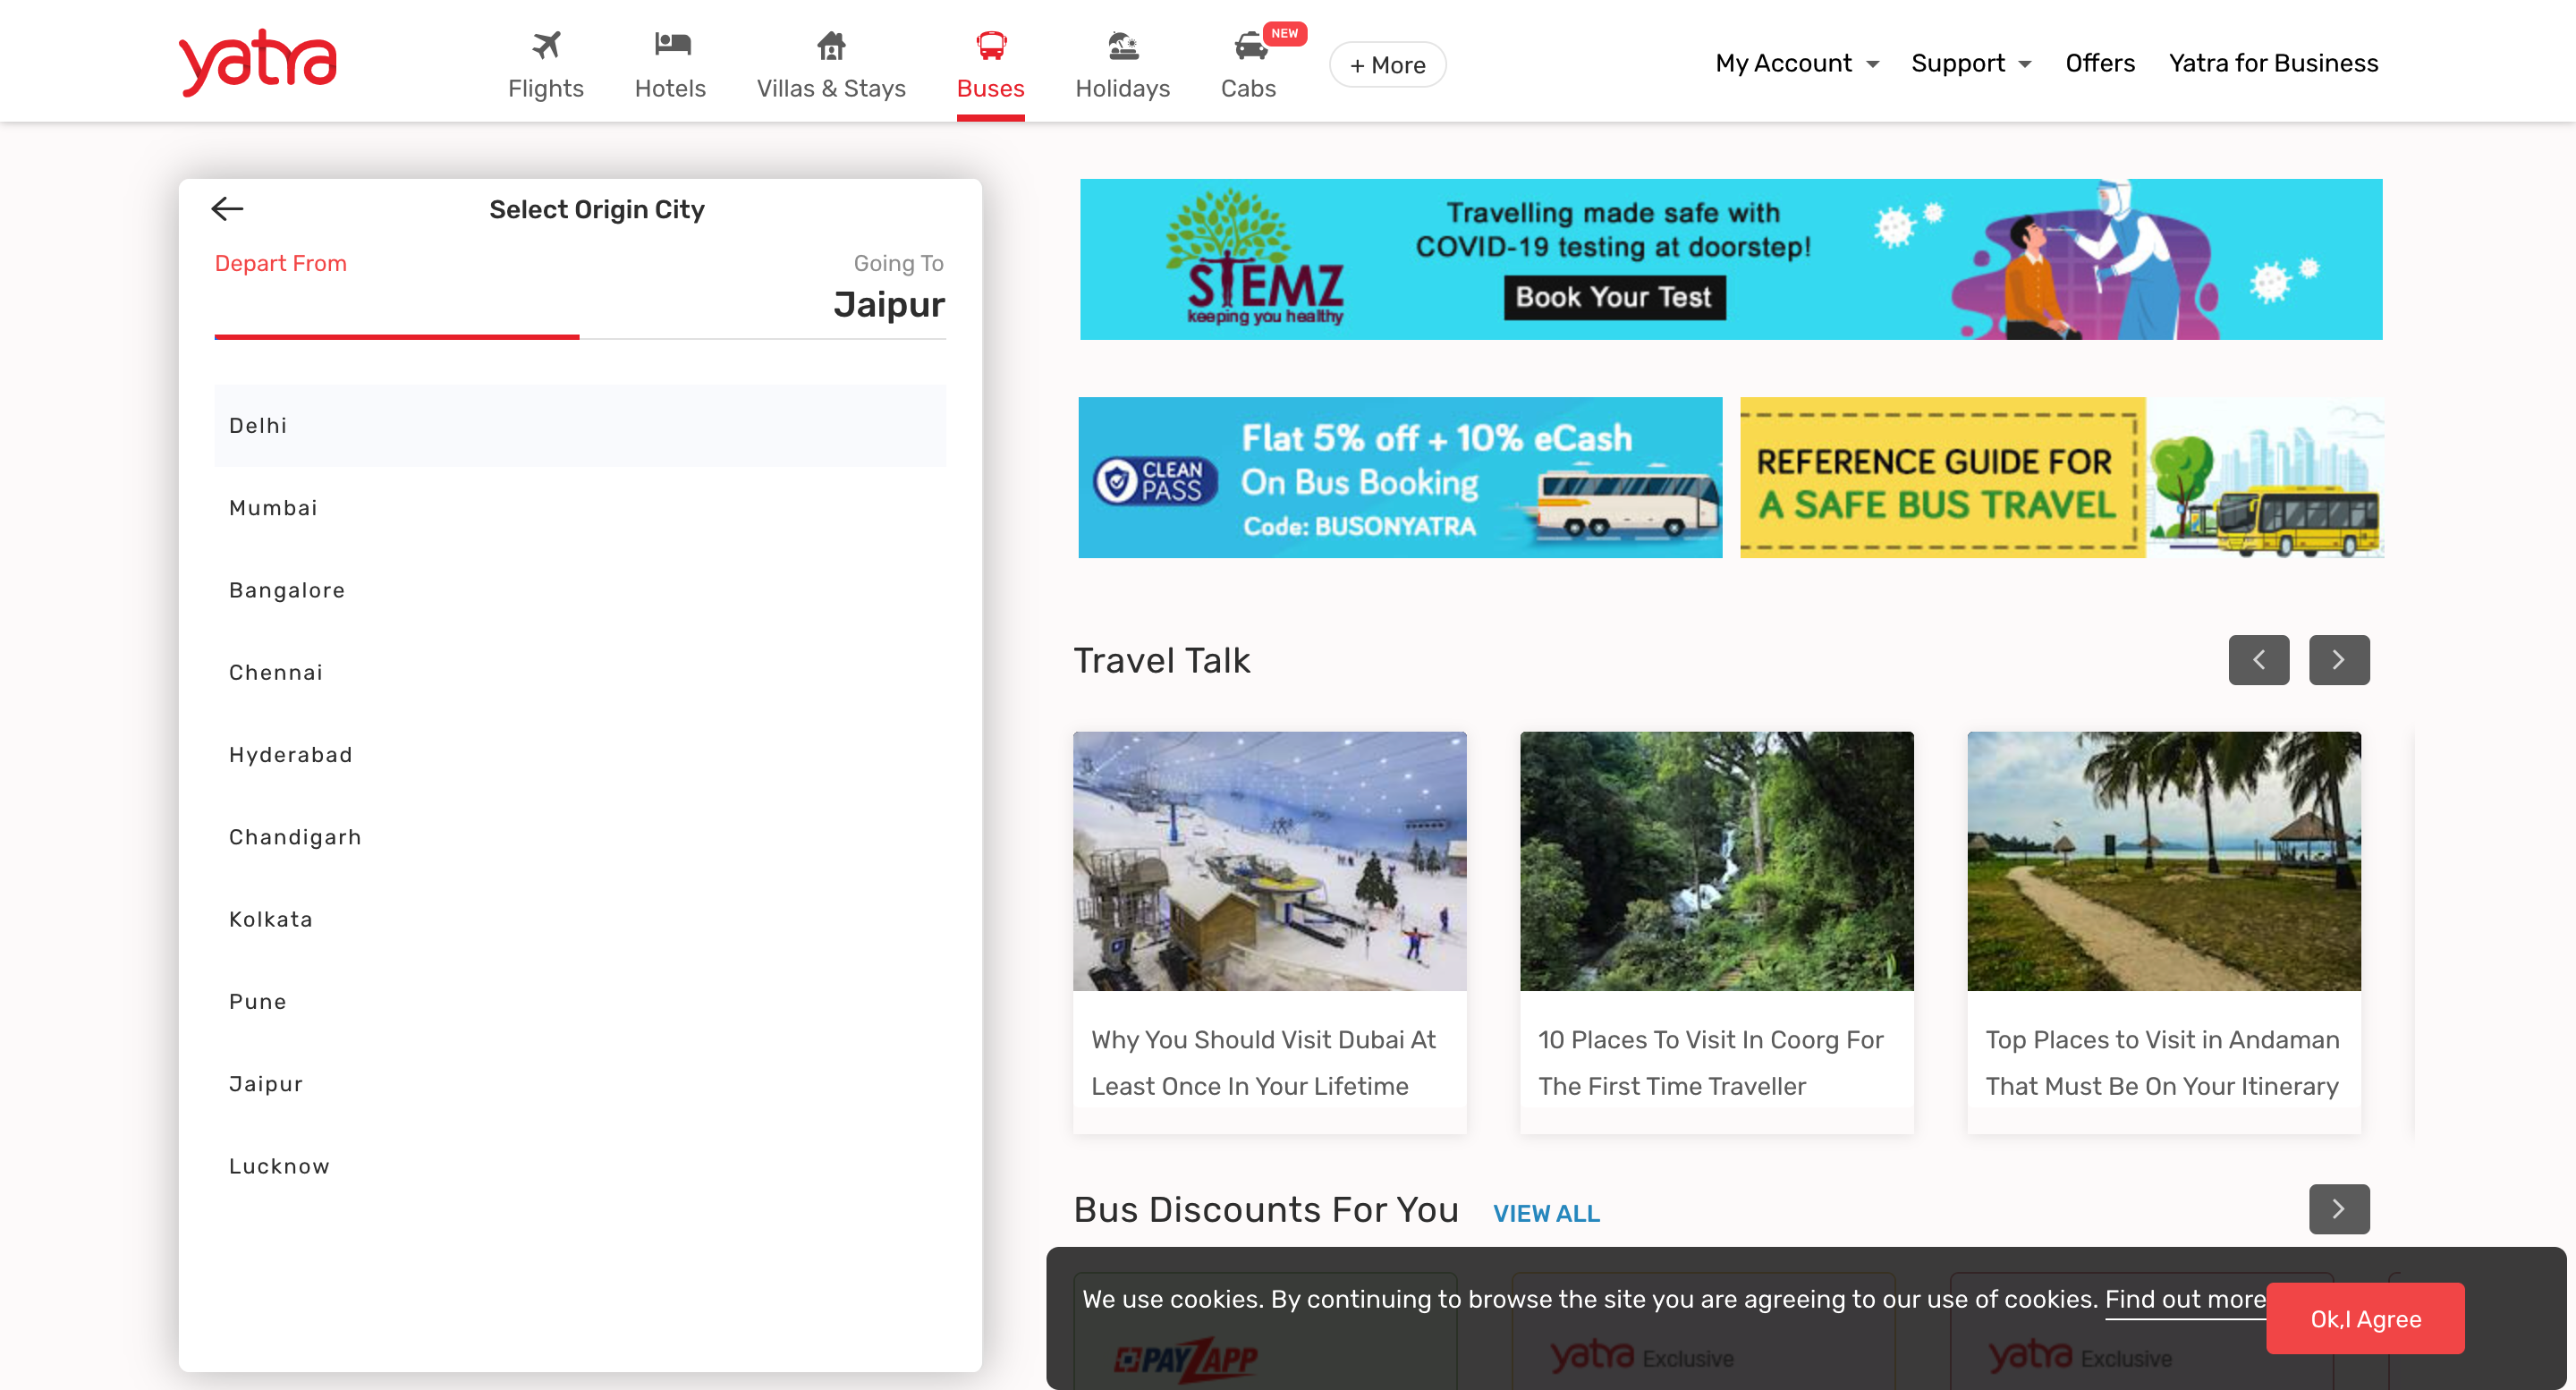 yatra
Flights
Hotels
Villas & Stays
Buses
Holidays
NEW
Cabs
+ More
My Account
Support
Offers
Yatra for Business
Select Origin City
Depart From
Going To
Jaipur
Delhi
Mumbai
Bangalore
Chennai
Hyderabad
Chandigarh
Kolkata
Pune
Jaipur
Lucknow
STEMZ
keeping you healthy
Travelling made safe with
COVID-19 testing at doorstep!
Book Your Test
CLEAN
PASS
Flat 5% off + 10% eCash
On Bus Booking
Code: BUSONYATRA
REFERENCE GUIDE FOR
A SAFE BUS TRAVEL
Travel Talk
Why You Should Visit Dubai At
Least Once In Your Lifetime
10 Places To Visit In Coorg For
The First Time Traveller
Top Places to Visit in Andaman
That Must Be On Your Itinerary
Bus Discounts For You
VIEW ALL
We use cookies. By continuing to browse the site you are agreeing to our use of cookies. Find out more
Ok,I Agree
PAYZAPP
yatra Exclusive
yatra Exclusive